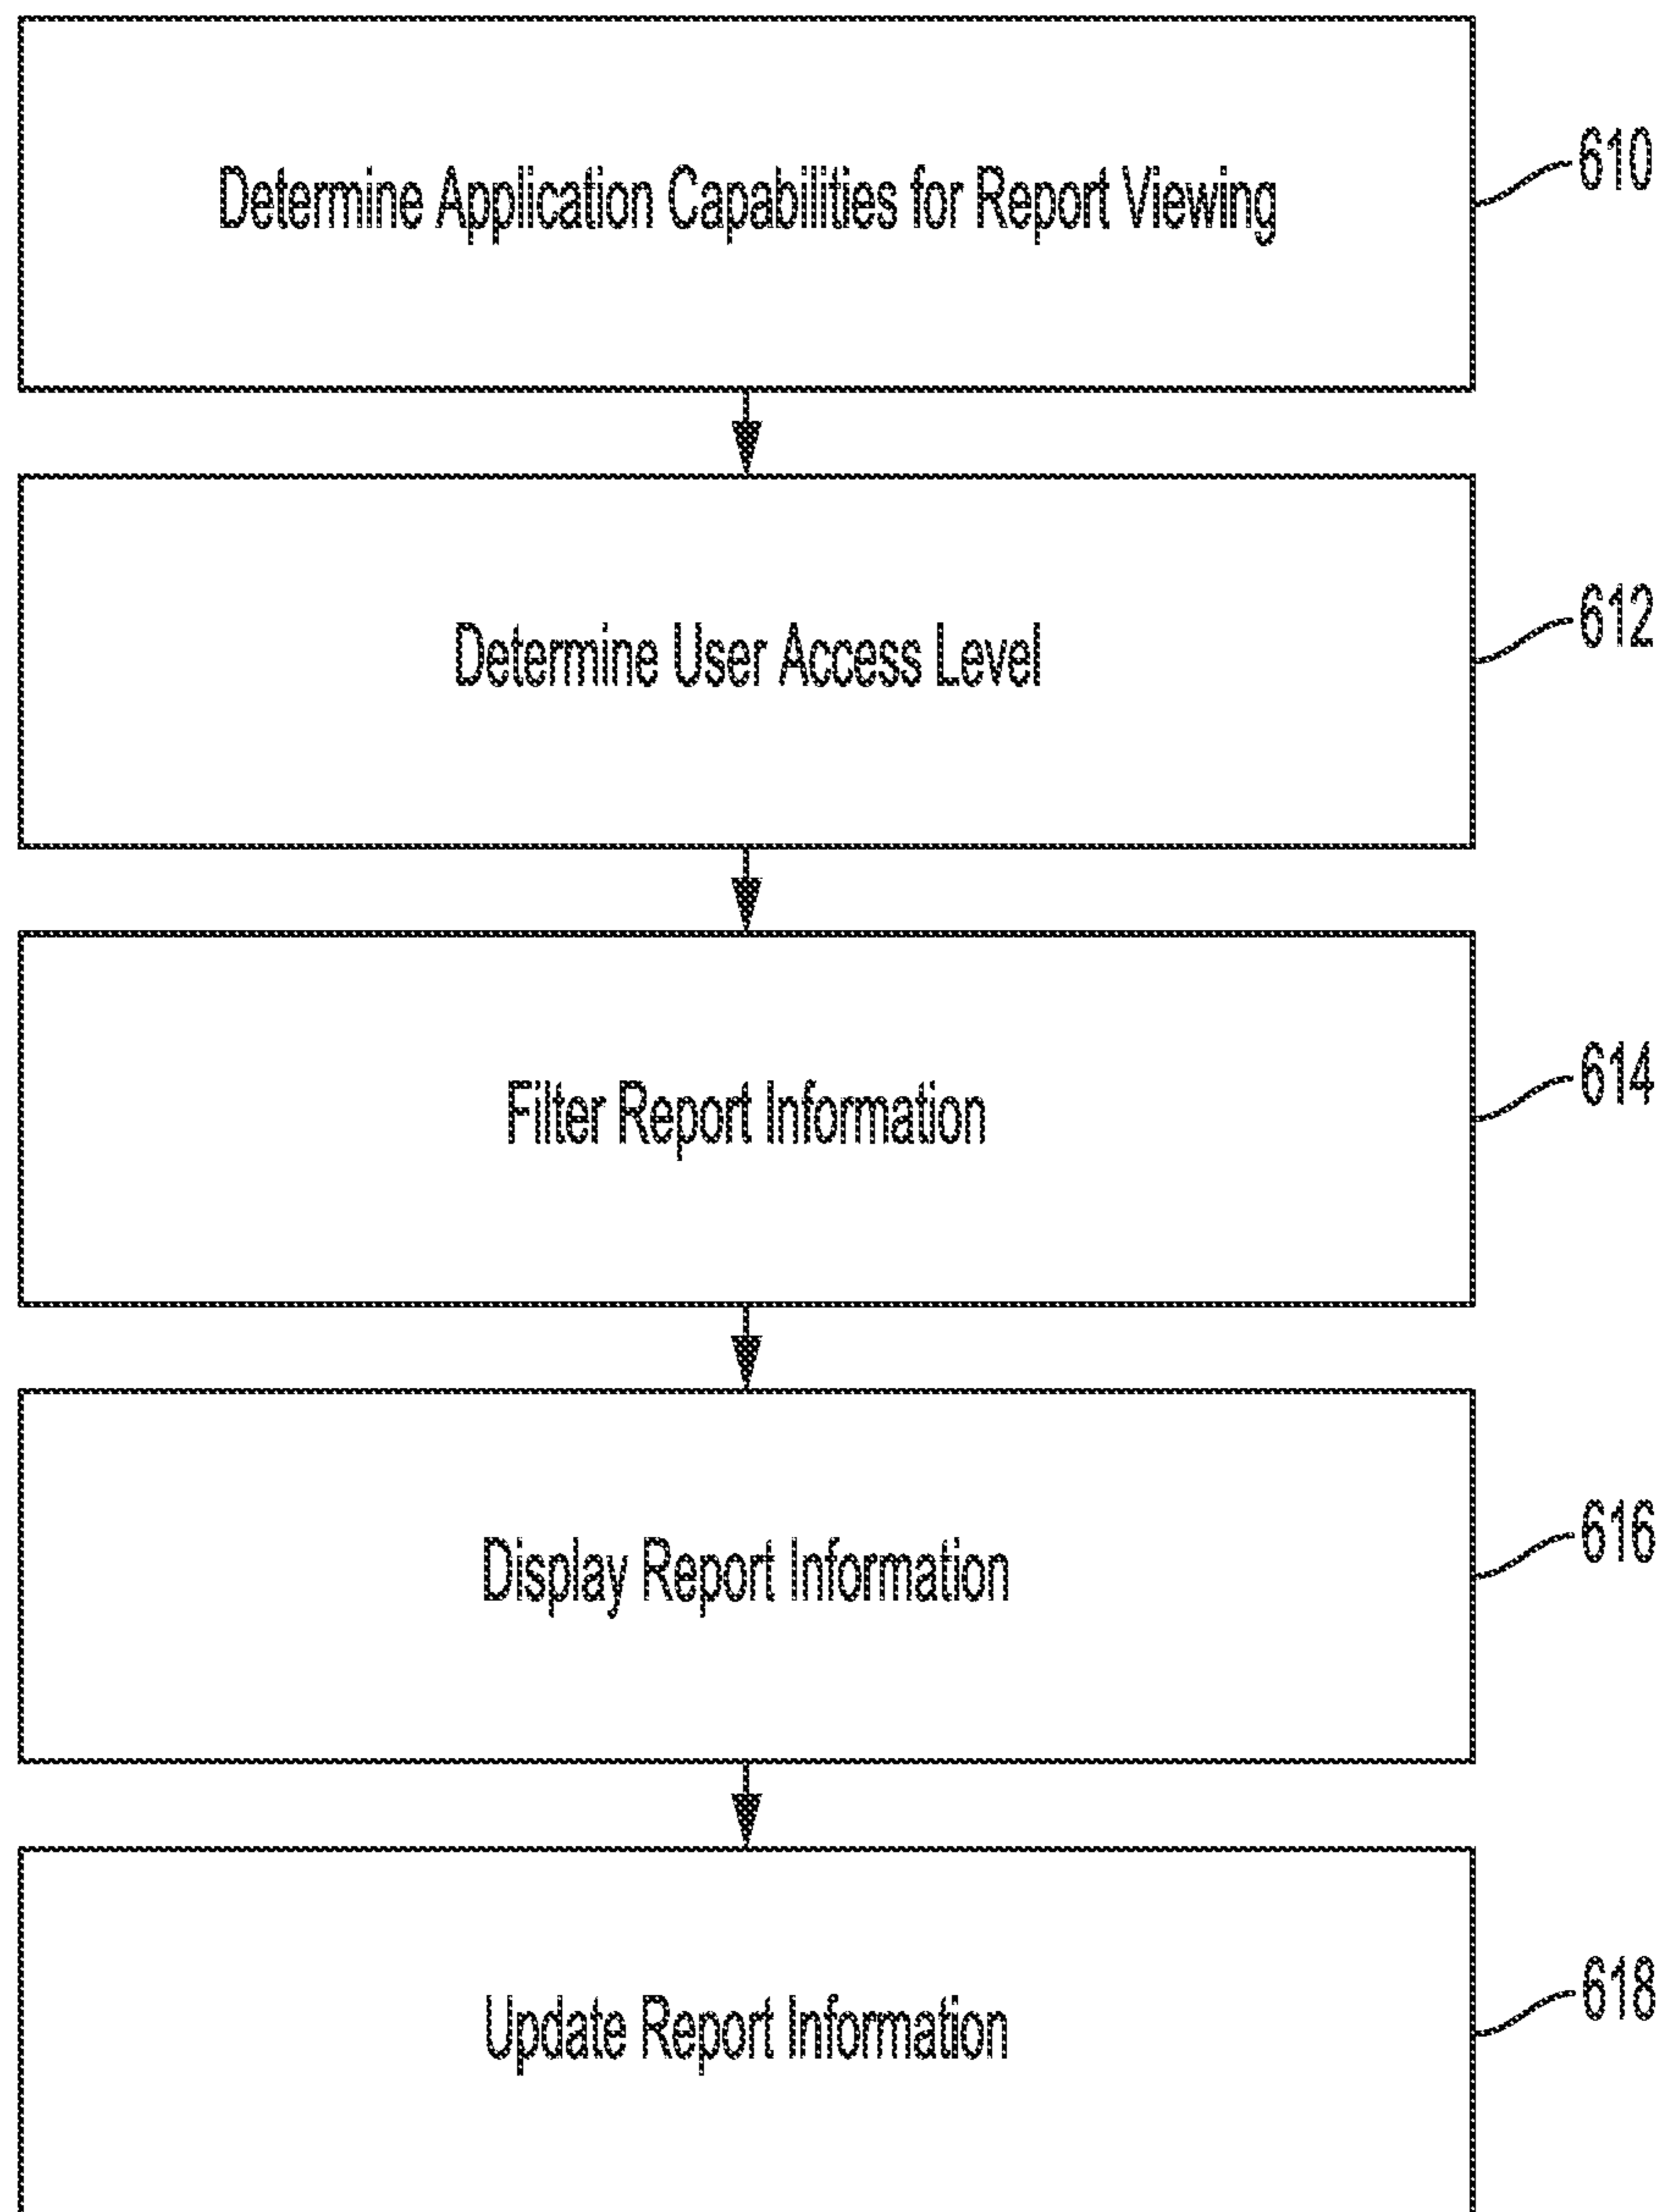 Determine Application Capabilities for Report Viewing
610
Determine User Access Level
612
Filter Report Information
614
Display Report Information
616
Update Report Information
618